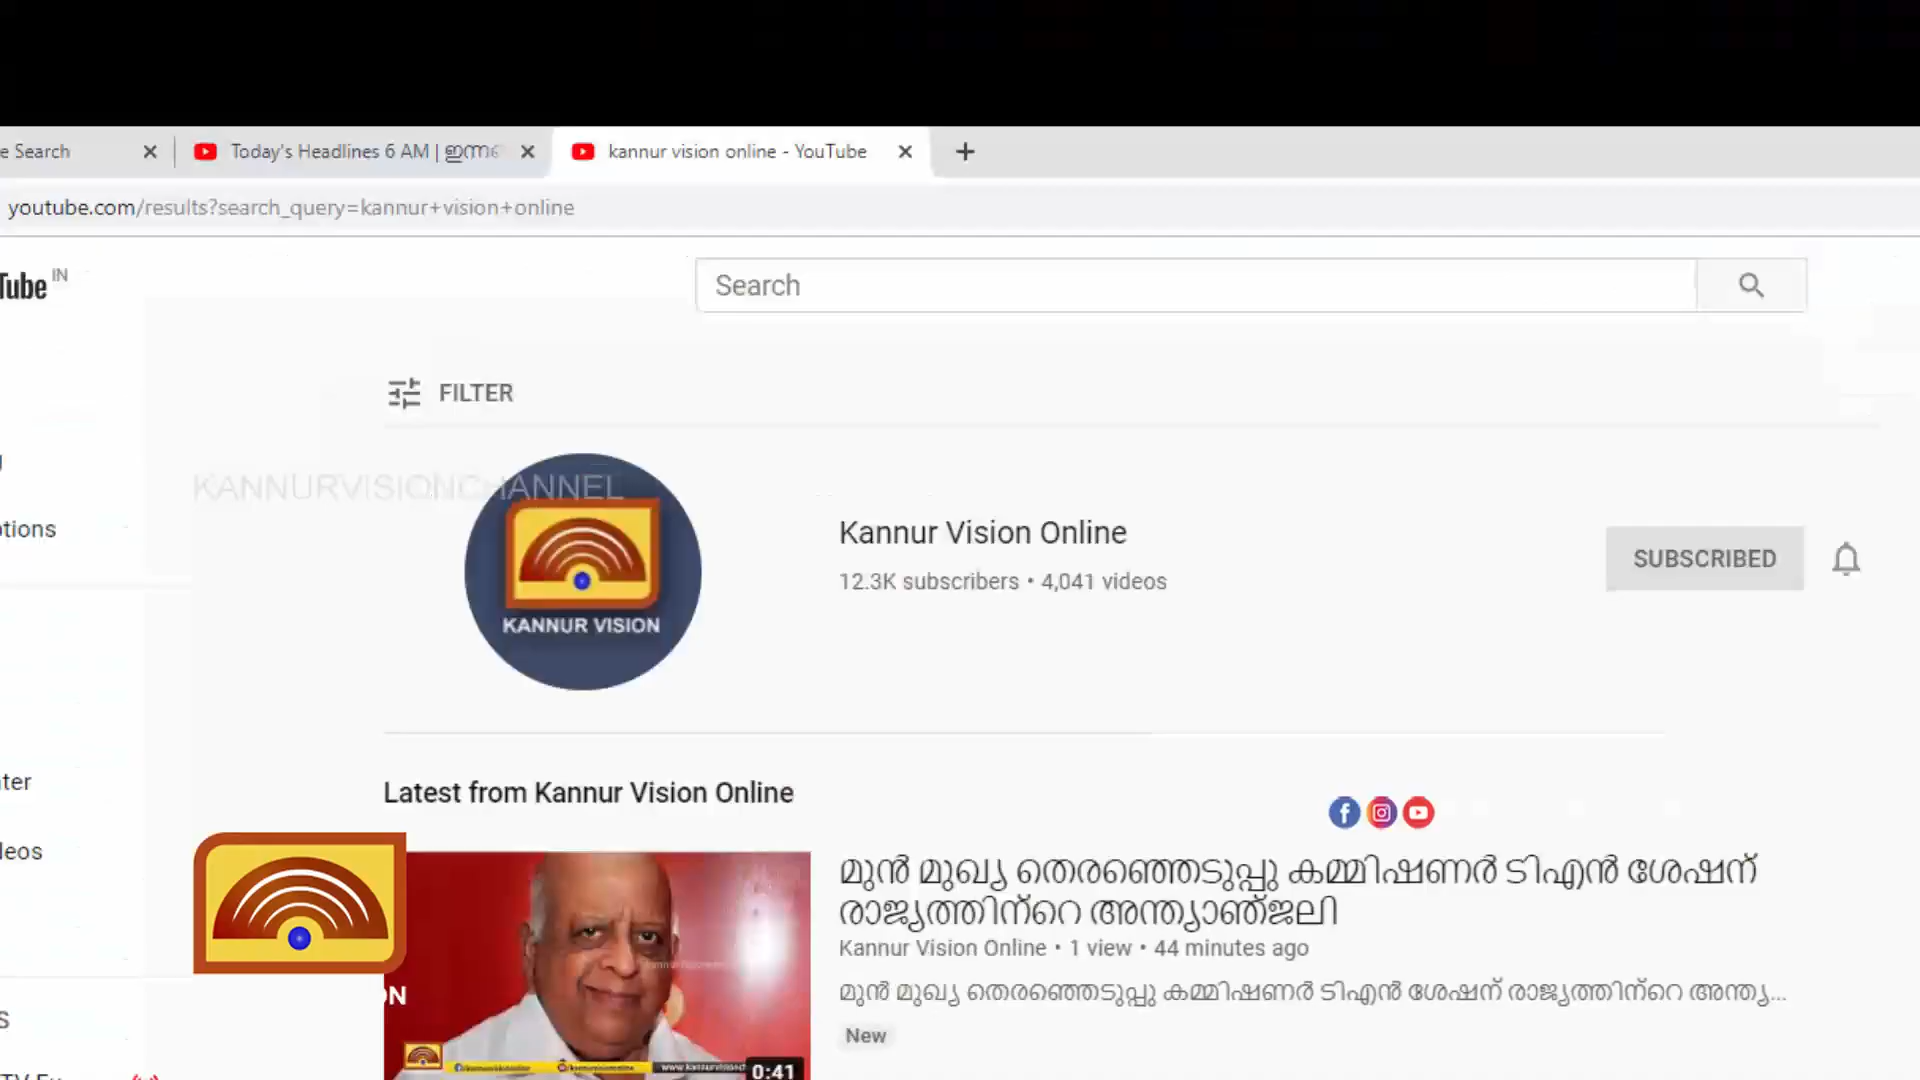 e Search
Today's Headlines 6 AM | ഇന്നത്
kannur vision online - YouTube
youtube.com/results?search_query=kannur+vision+online
Tube IN
Search
FILTER
KANNURVISIONCHANNEL
KANNUR VISION
Kannur Vision Online
12.3K subscribers • 4,041 videos
SUBSCRIBED
otions
ter
leos
Latest from Kannur Vision Online
മുൻ മുഖ്യ തെരഞ്ഞെടുപ്പു കമ്മിഷണർ ടിഎൻ ശേഷന്
രാജ്യത്തിന്റെ അന്ത്യാഞ്ജലി
Kannur Vision Online • 1 view • 44 minutes ago
മുൻ മുഖ്യ തെരഞ്ഞെടുപ്പു കമ്മിഷണർ ടിഎൻ ശേഷന് രാജ്യത്തിന്റെ അന്ത്യ...
New
ON
S
0:41